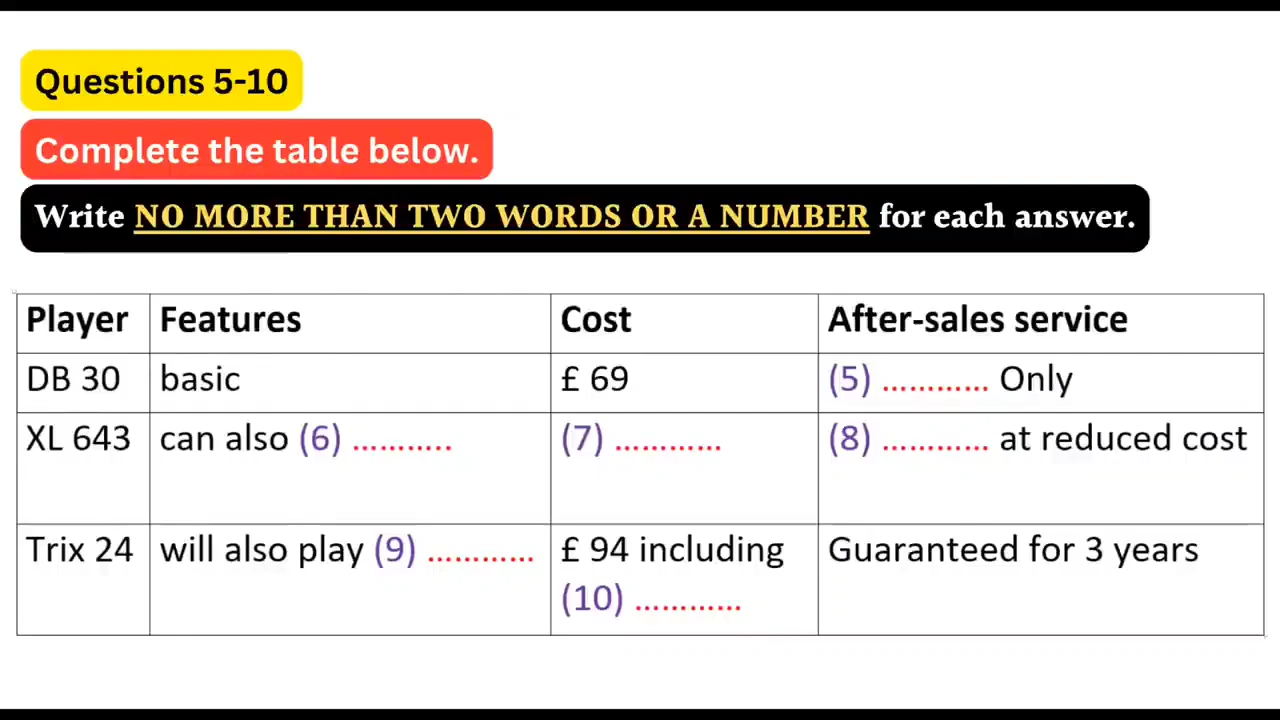 Questions 5-10
Complete the table below.
Write NO MORE THAN TWO WORDS OR A NUMBER for each answer.
Player Features Cost After-sales service
DB 30 basic £ 69 (5) ………… Only
XL 643 can also (6) ……….. (7) ………… (8) ………… at reduced cost
Trix 24 will also play (9) ………… £ 94 including Guaranteed for 3 years
(10) …………